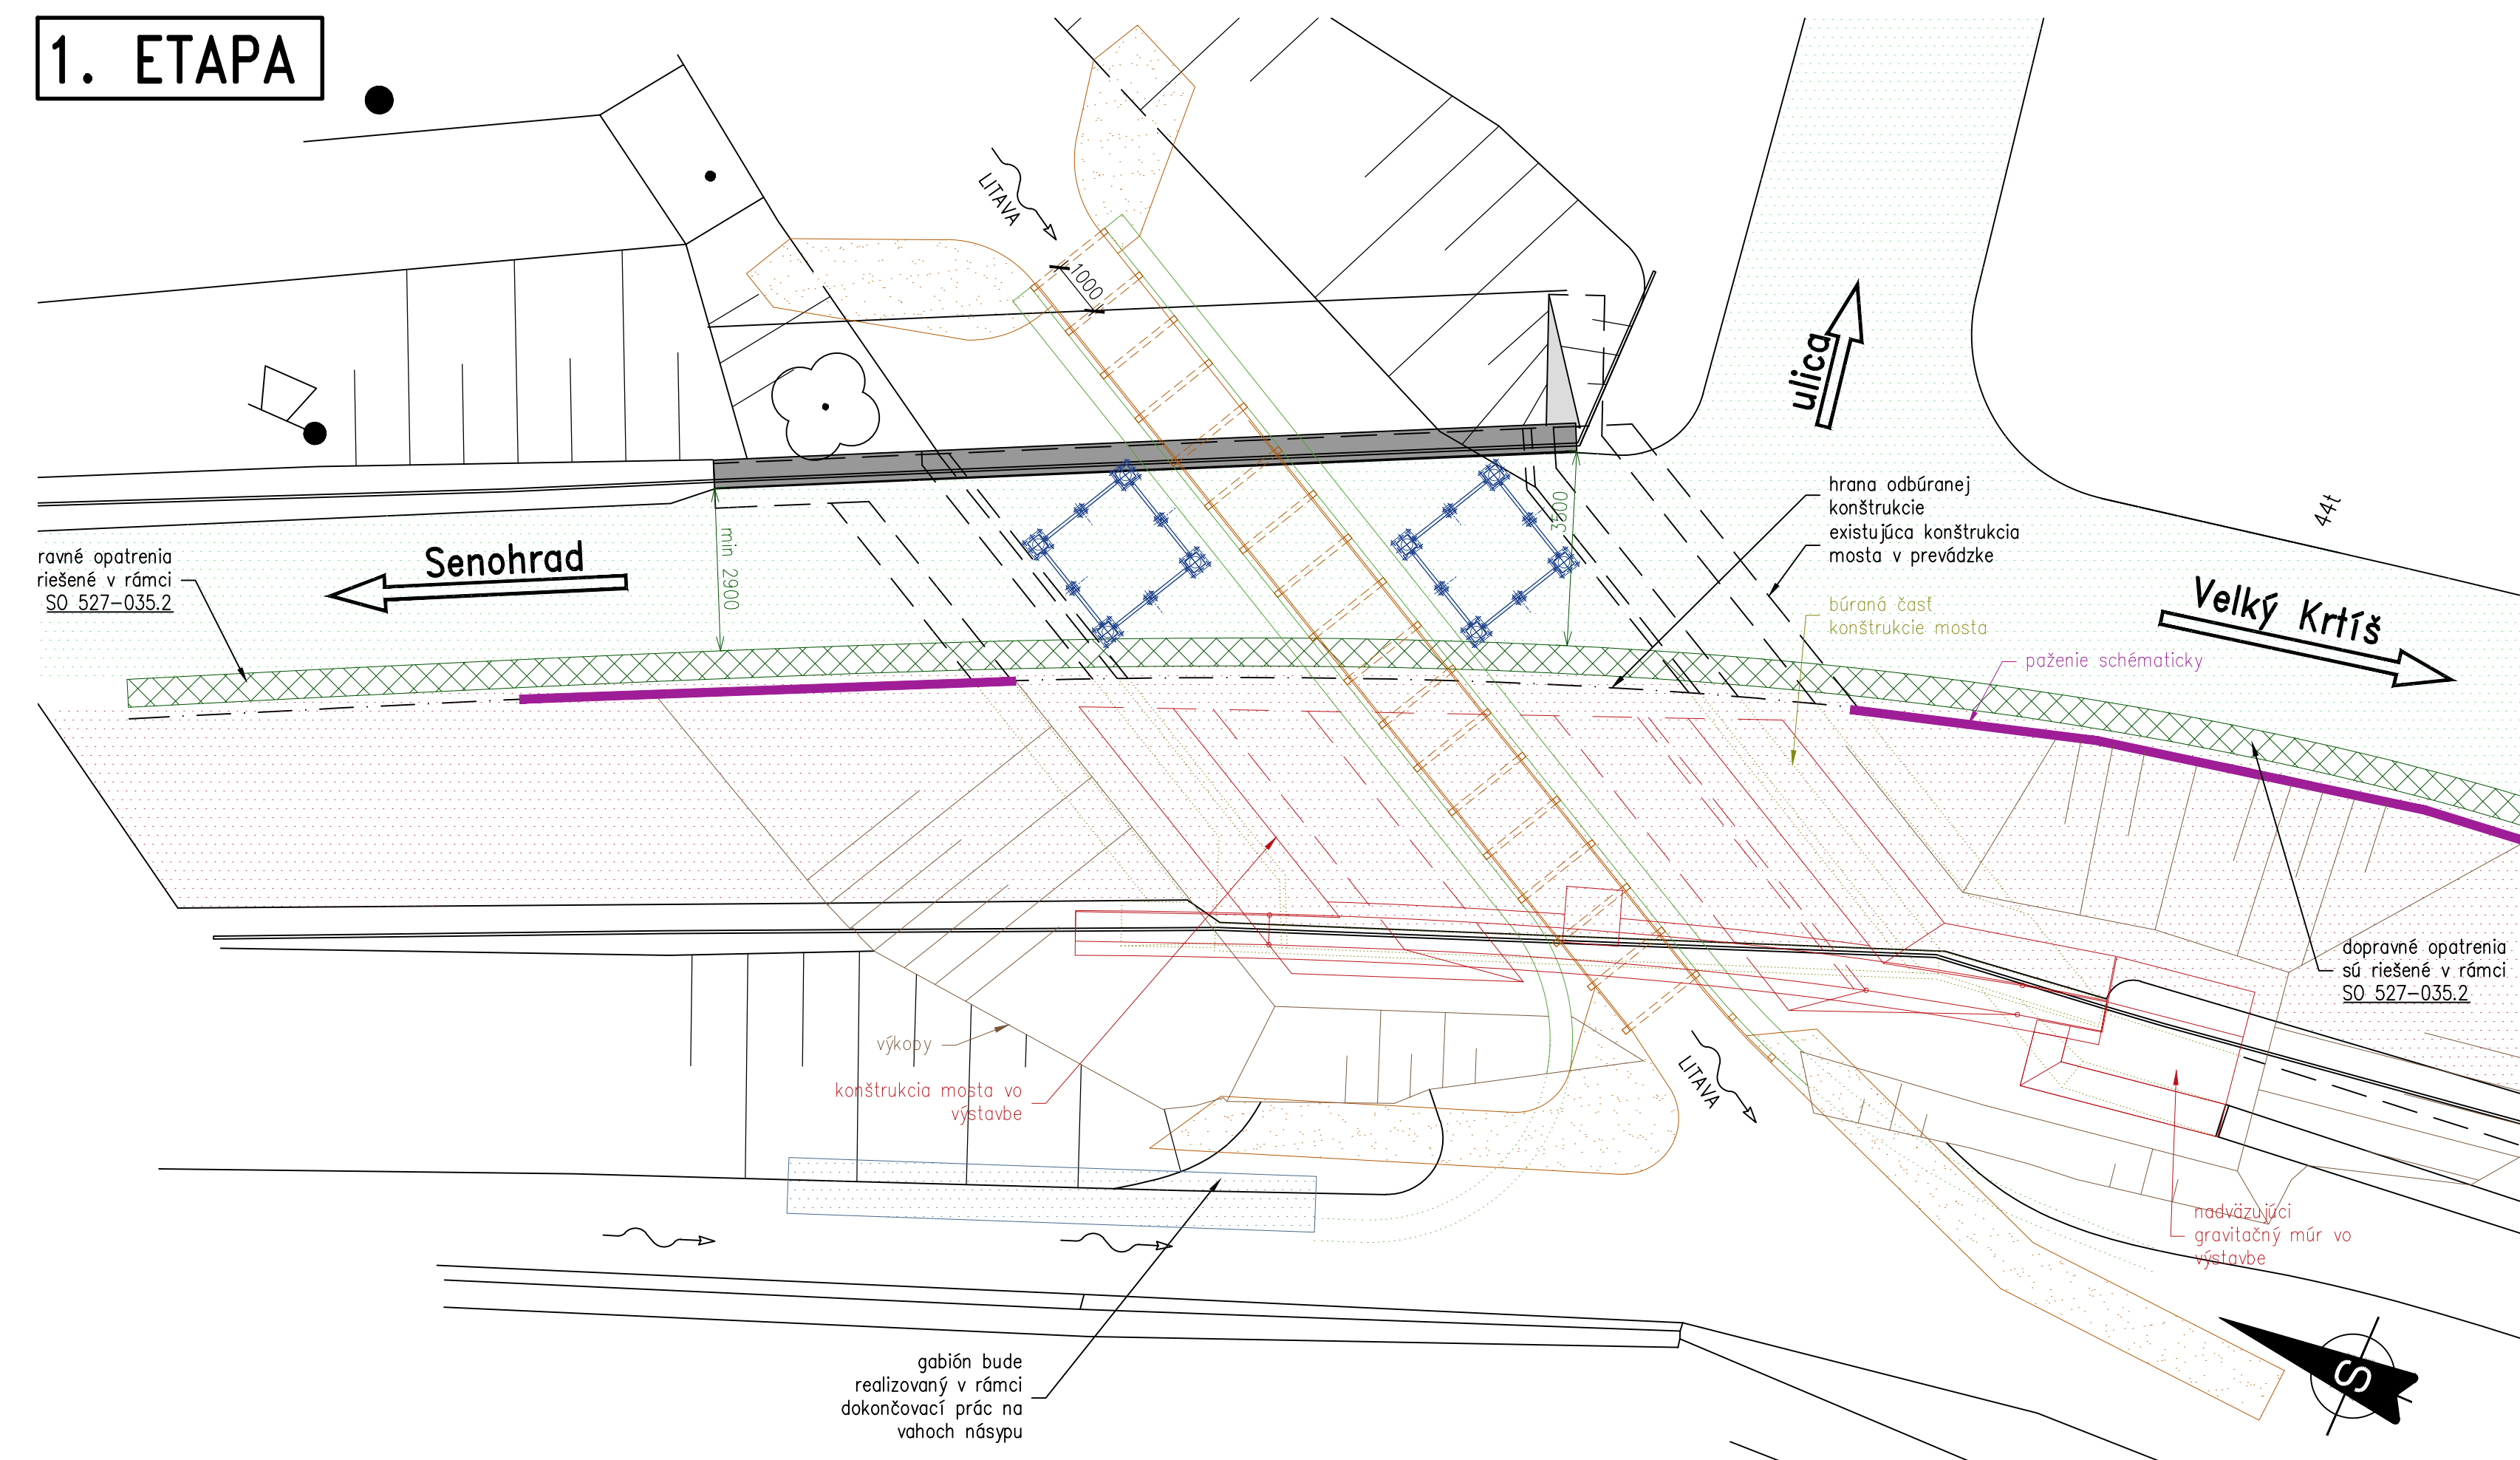 1. ETAPA
LITAVA
1000
ulica
44t
hrana odbúranej
konštrukcie
existujúca konštrukcia
mosta v prevádzke
3500
min 2900
Senohrad
ravné opatrenia
riešené v rámci
SO 527-035.2
búraná časť
konštrukcie mosta
Velký Krtíš
paženie schématicky
dopravné opatrenia
sú riešené v rámci
SO 527-035.2
výkopy
konštrukcia mosta vo
výstavbe
LITAVA
nadväzujúci
gravitačný múr vo
výstavbe
gabión bude
realizovaný v rámci
dokončovací prác na
vahoch násypu
S